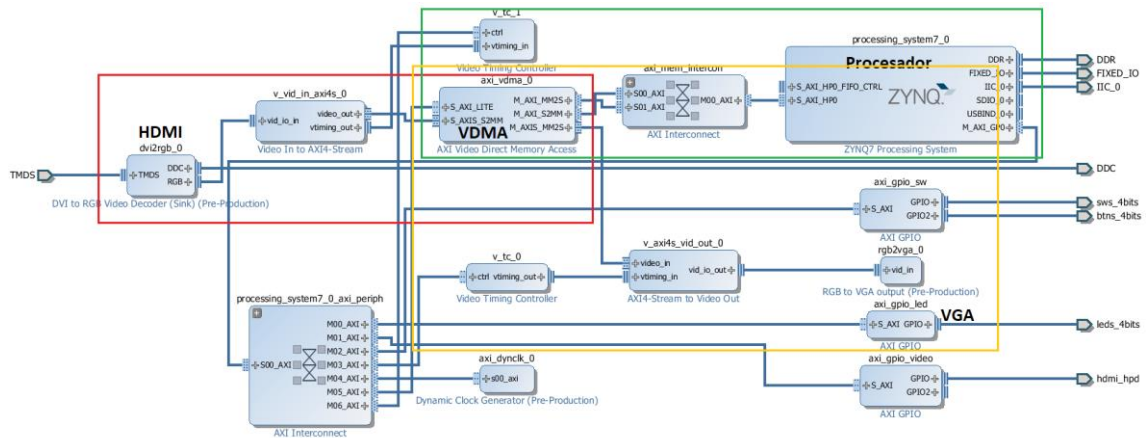 v_tc_1
ctrl
vtiming_in
Video Timing Controller
processing_system7_0
Procesador
S_AXI_HP0_FIFO_CTRL
S_AXI_HP0
ZYNQ
DDR
FIXED_IO
IIC_0
SDIO_0
USBIND_0
M_AXI_GP0
ZYNQ7 Processing System
DDR
FIXED_IO
IIC_0
axi_vdma_0
S_AXI_LITE
S_AXIS_S2MM
M_AXI_MM2S
M_AXI_S2MM
M_AXIS_MM2S
VDMA
AXI Video Direct Memory Access
axi_mem_intercon
S00_AXI
S01_AXI
M00_AXI
AXI Interconnect
v_vid_in_axi4s_0
vid_io_in
video_out
vtiming_out
Video In to AXI4-Stream
HDMI
dvi2rgb_0
TMDS
TMDS
DDC
RGB
DVI to RGB Video Decoder (Sink) (Pre-Production)
DDC
axi_gpio_sw
S_AXI
GPIO
GPIO2
AXI GPIO
sws_4bits
btns_4bits
v_tc_0
ctrl
vtiming_out
Video Timing Controller
v_axi4s_vid_out_0
video_in
vtiming_in
vid_io_out
AXI4-Stream to Video Out
rgb2vga_0
vid_in
RGB to VGA output (Pre-Production)
processing_system7_0_axi_periph
S00_AXI
M00_AXI
M01_AXI
M02_AXI
M03_AXI
M04_AXI
M05_AXI
M06_AXI
AXI Interconnect
axi_gpio_led
S_AXI
GPIO
VGA
AXI GPIO
leds_4bits
axi_dynclk_0
s00_axi
Dynamic Clock Generator (Pre-Production)
axi_gpio_video
S_AXI
GPIO
GPIO2
AXI GPIO
hdmi_hpd